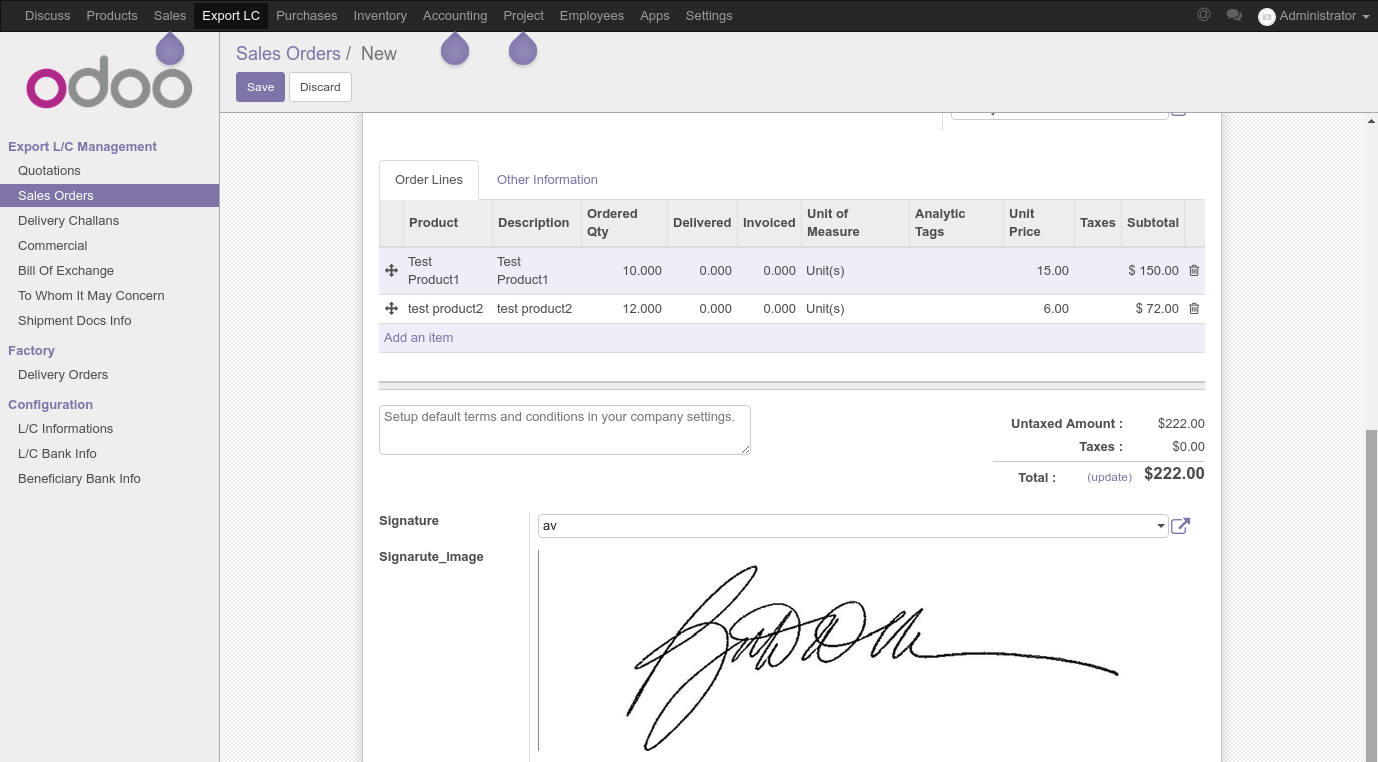 Discuss Products Sales Export LC Purchases Inventory Accounting Project Employees Apps Settings @ Administrator
odoo
Export L/C Management
Quotations
Sales Orders
Delivery Challans
Commercial
Bill Of Exchange
To Whom It May Concern
Shipment Docs Info
Factory
Delivery Orders
Configuration
L/C Informations
L/C Bank Info
Beneficiary Bank Info
Sales Orders / New
Save Discard
Order Lines Other Information
Product Description Ordered Qty Delivered Invoiced Unit of Measure Analytic Tags Unit Price Taxes Subtotal
Test Product1 Test Product1 10.000 0.000 0.000 Unit(s) 15.00 $ 150.00
test product2 test product2 12.000 0.000 0.000 Unit(s) 6.00 $ 72.00
Add an item
Setup default terms and conditions in your company settings.
Untaxed Amount : $222.00
Taxes : $0.00
Total : (update) $222.00
Signature av
Signarute_image